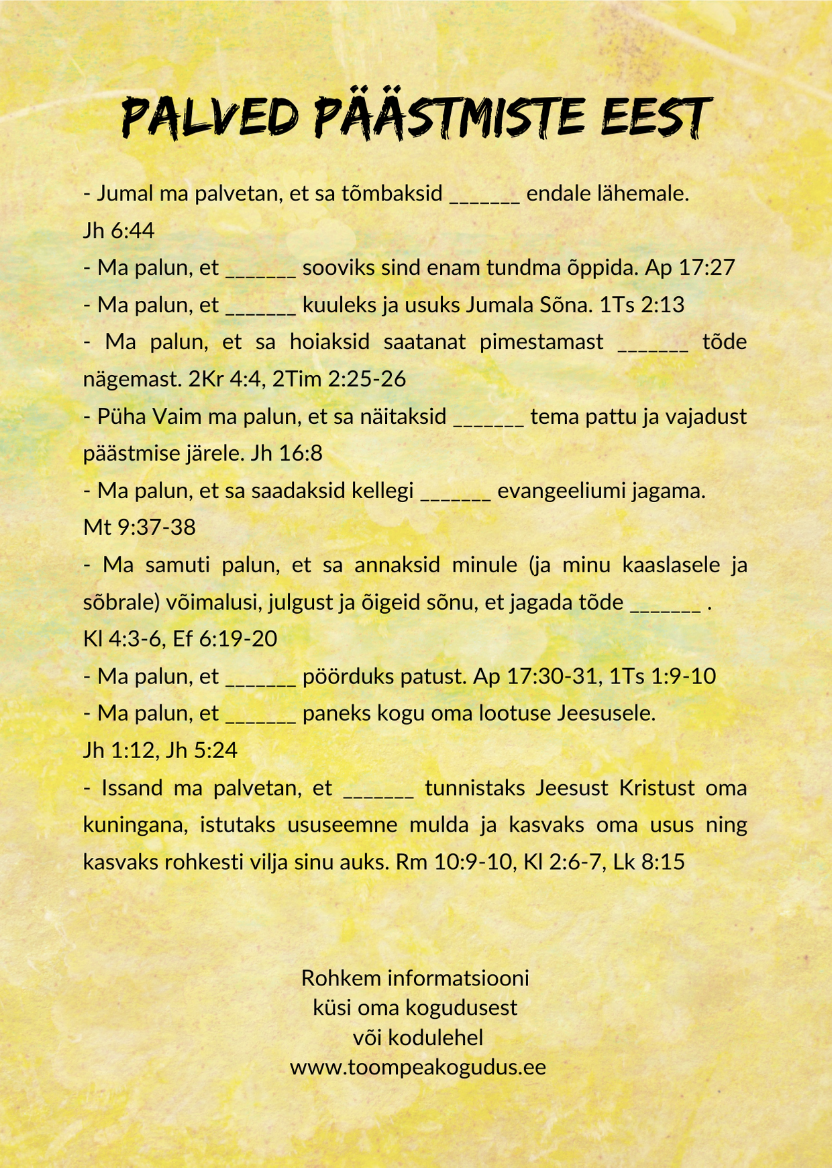 PALVED PÄÄSTMISTE EEST
- Jumal ma palvetan, et sa tõmbaksid _______ endale lähemale.
Jh 6:44
- Ma palun, et _______ sooviks sind enam tundma õppida. Ap 17:27
- Ma palun, et _______ kuuleks ja usuks Jumala Sõna. 1Ts 2:13
- Ma palun, et sa hoiaksid saatanat pimestamast _______ tõde
nägemast. 2Kr 4:4, 2Tim 2:25-26
- Püha Vaim ma palun, et sa näitaksid _______ tema pattu ja vajadust
päästmise järele. Jh 16:8
- Ma palun, et sa saadaksid kellegi _______ evangeeliumi jagama.
Mt 9:37-38
- Ma samuti palun, et sa annaksid minule (ja minu kaaslasele ja
sõbrale) võimalusi, julgust ja õigeid sõnu, et jagada tõde _______ .
Kl 4:3-6, Ef 6:19-20
- Ma palun, et _______ pöörduks patust. Ap 17:30-31, 1Ts 1:9-10
- Ma palun, et _______ paneks kogu oma lootuse Jeesusele.
Jh 1:12, Jh 5:24
- Issand ma palvetan, et _______ tunnistaks Jeesust Kristust oma
kuningana, istutaks ususeemne mulda ja kasvaks oma usus ning
kasvaks rohkesti vilja sinu auks. Rm 10:9-10, Kl 2:6-7, Lk 8:15
Rohkem informatsiooni
küsi oma kogudusest
või kodulehel
www.toompeakogudus.ee